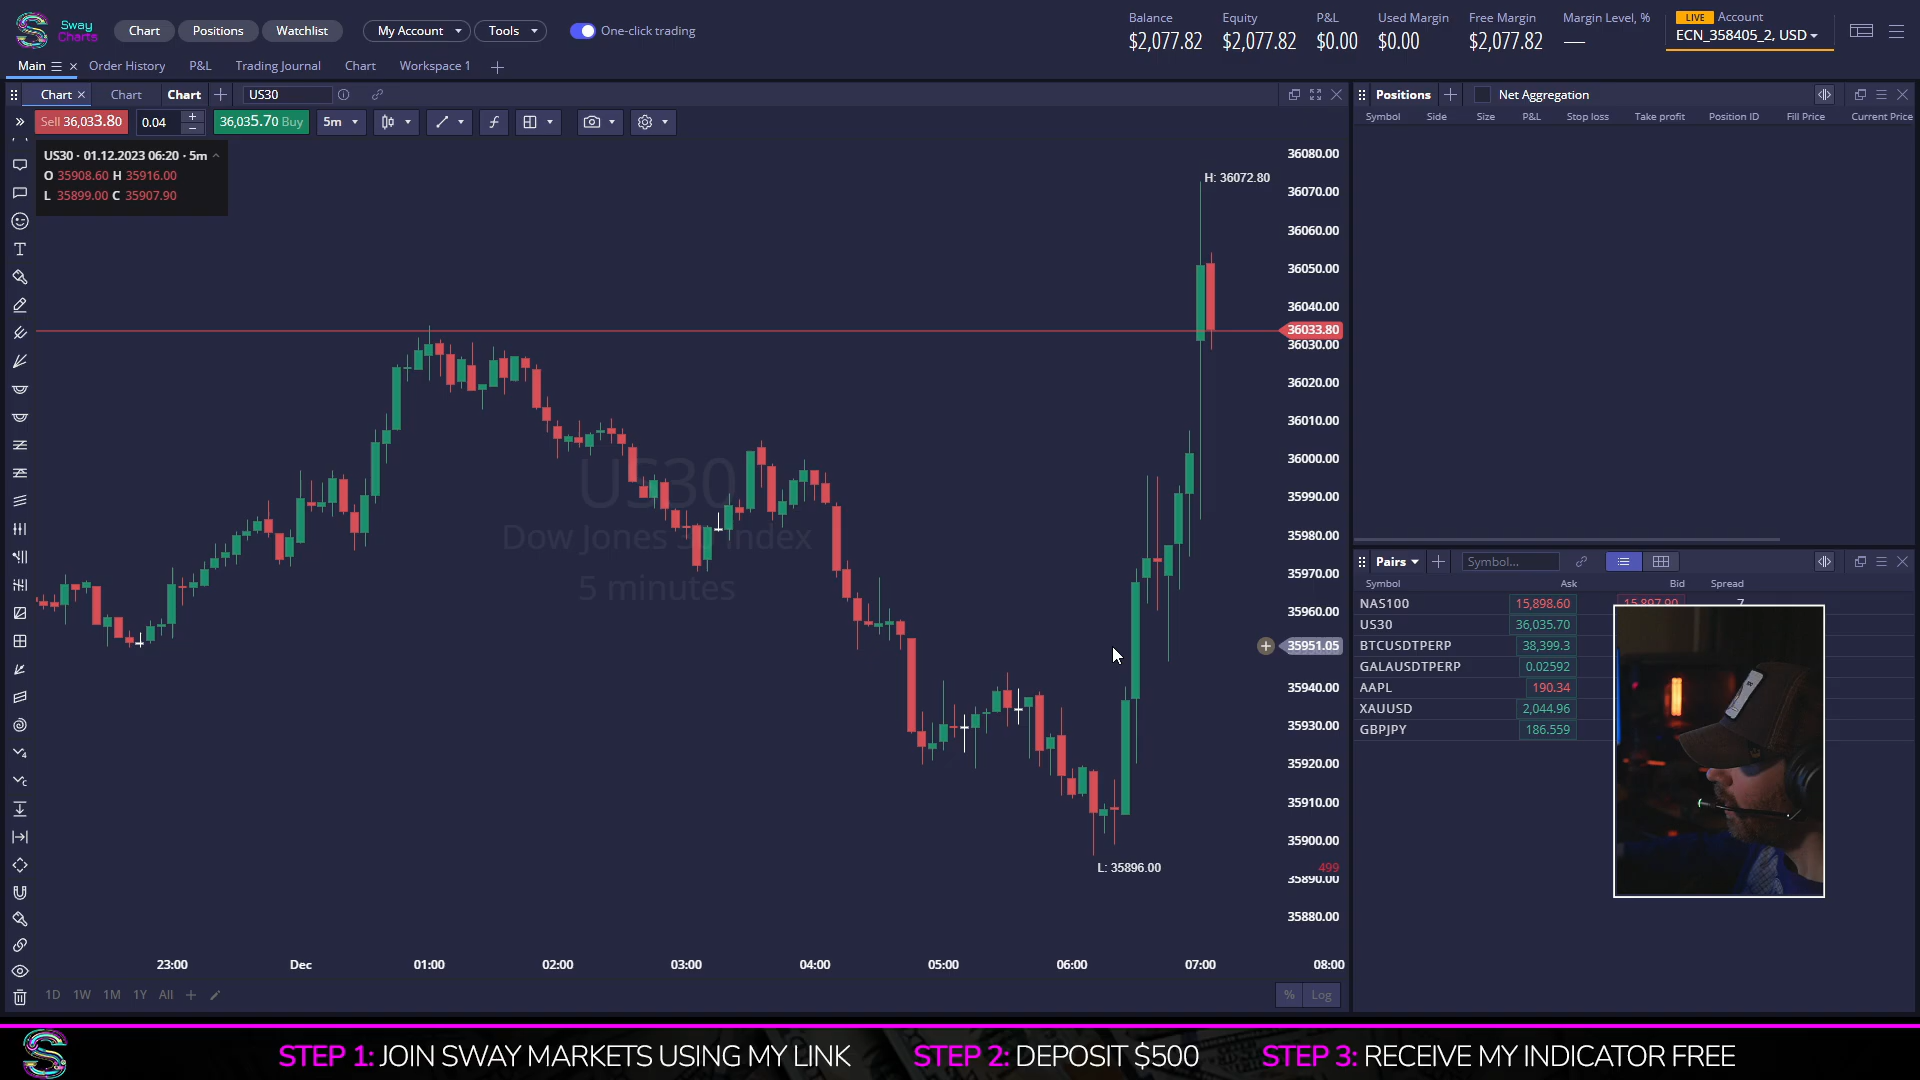 Sway
Charts
Chart
Positions
Watchlist
My Account
Tools
One-click trading
Balance
$2,077.82
Equity
$2,077.82
P&L
$0.00
Used Margin
$0.00
Free Margin
$2,077.82
Margin Level, %
—
LIVE Account
ECN_358405_2, USD
Main
Order History
P&L
Trading Journal
Chart
Workspace 1
Chart
Chart
Chart
US30
Sell 36,033.80
0.04
36,035.70 Buy
5m
US30 · 01.12.2023 06:20 · 5m
O 35908.60 H 35916.00
L 35899.00 C 35907.90
US30
Dow Jones 30 Index
5 minutes
H: 36072.80
L: 35896.00
36080.00
36070.00
36060.00
36050.00
36040.00
36033.80
36030.00
36020.00
36010.00
36000.00
35990.00
35980.00
35970.00
35960.00
35951.05
35940.00
35930.00
35920.00
35910.00
35900.00
499
35890.00
35880.00
23:00 Dec 01:00 02:00 03:00 04:00 05:00 06:00 07:00 08:00
1D 1W 1M 1Y All
% Log
Positions
Net Aggregation
Symbol Side Size P&L Stop loss Take profit Position ID Fill Price Current Price
Pairs
Symbol...
Symbol Ask Bid Spread
NAS100 15,898.60 15,897.90 7
US30 36,035.70
BTCUSDTPERP 38,399.3
GALAUSDTPERP 0.02592
AAPL 190.34
XAUUSD 2,044.96
GBPJPY 186.559
STEP 1: JOIN SWAY MARKETS USING MY LINK
STEP 2: DEPOSIT $500
STEP 3: RECEIVE MY INDICATOR FREE